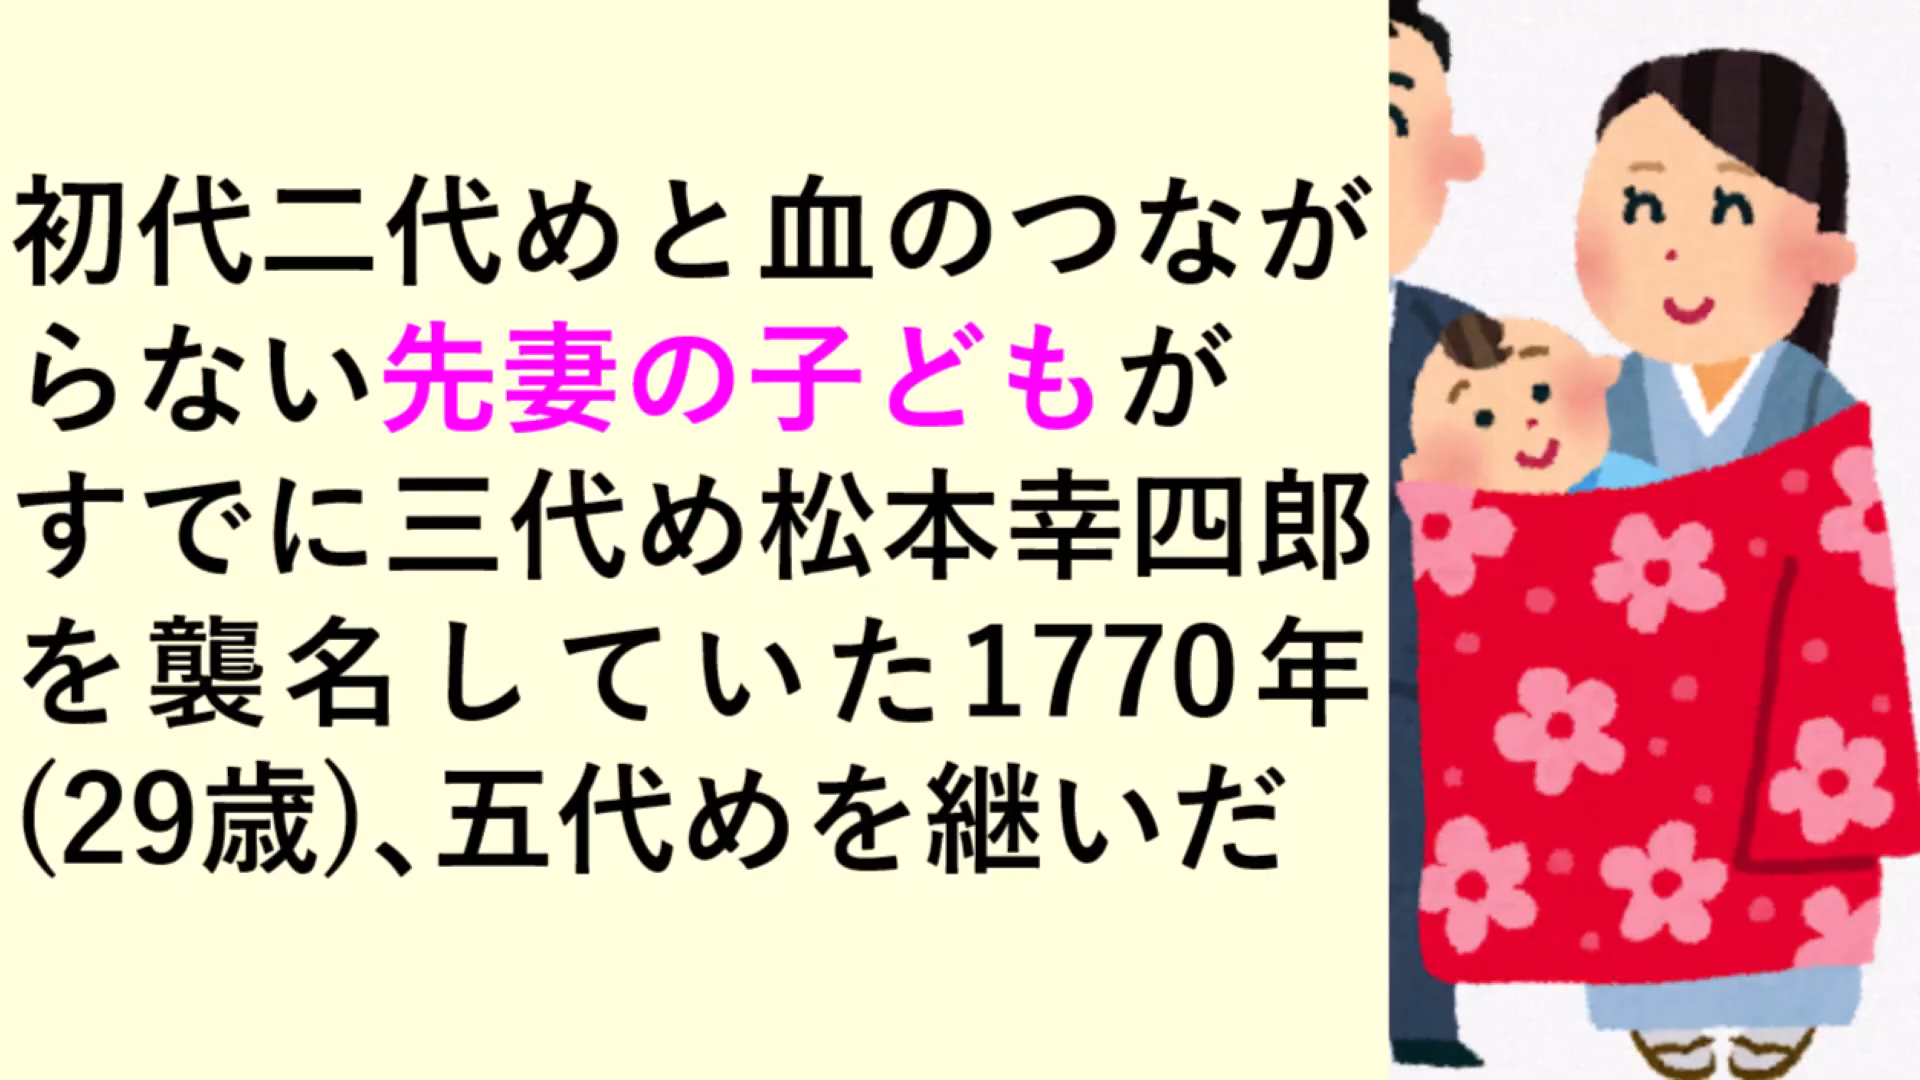 初代二代めと血のつなが
らない先妻の子どもが
すでに三代め松本幸四郎
を襲名していた1770年
(29歳)、五代めを継いだ